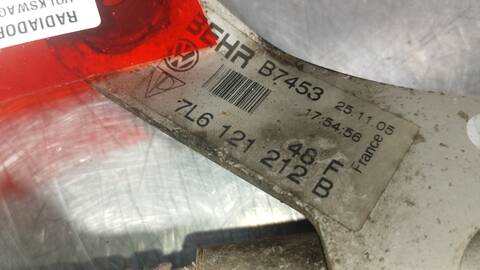 RADIADOR
VOLKSWAG
BEHR B7453
25.11.05
17:54:56
48 F
France
7L6 121 212 B